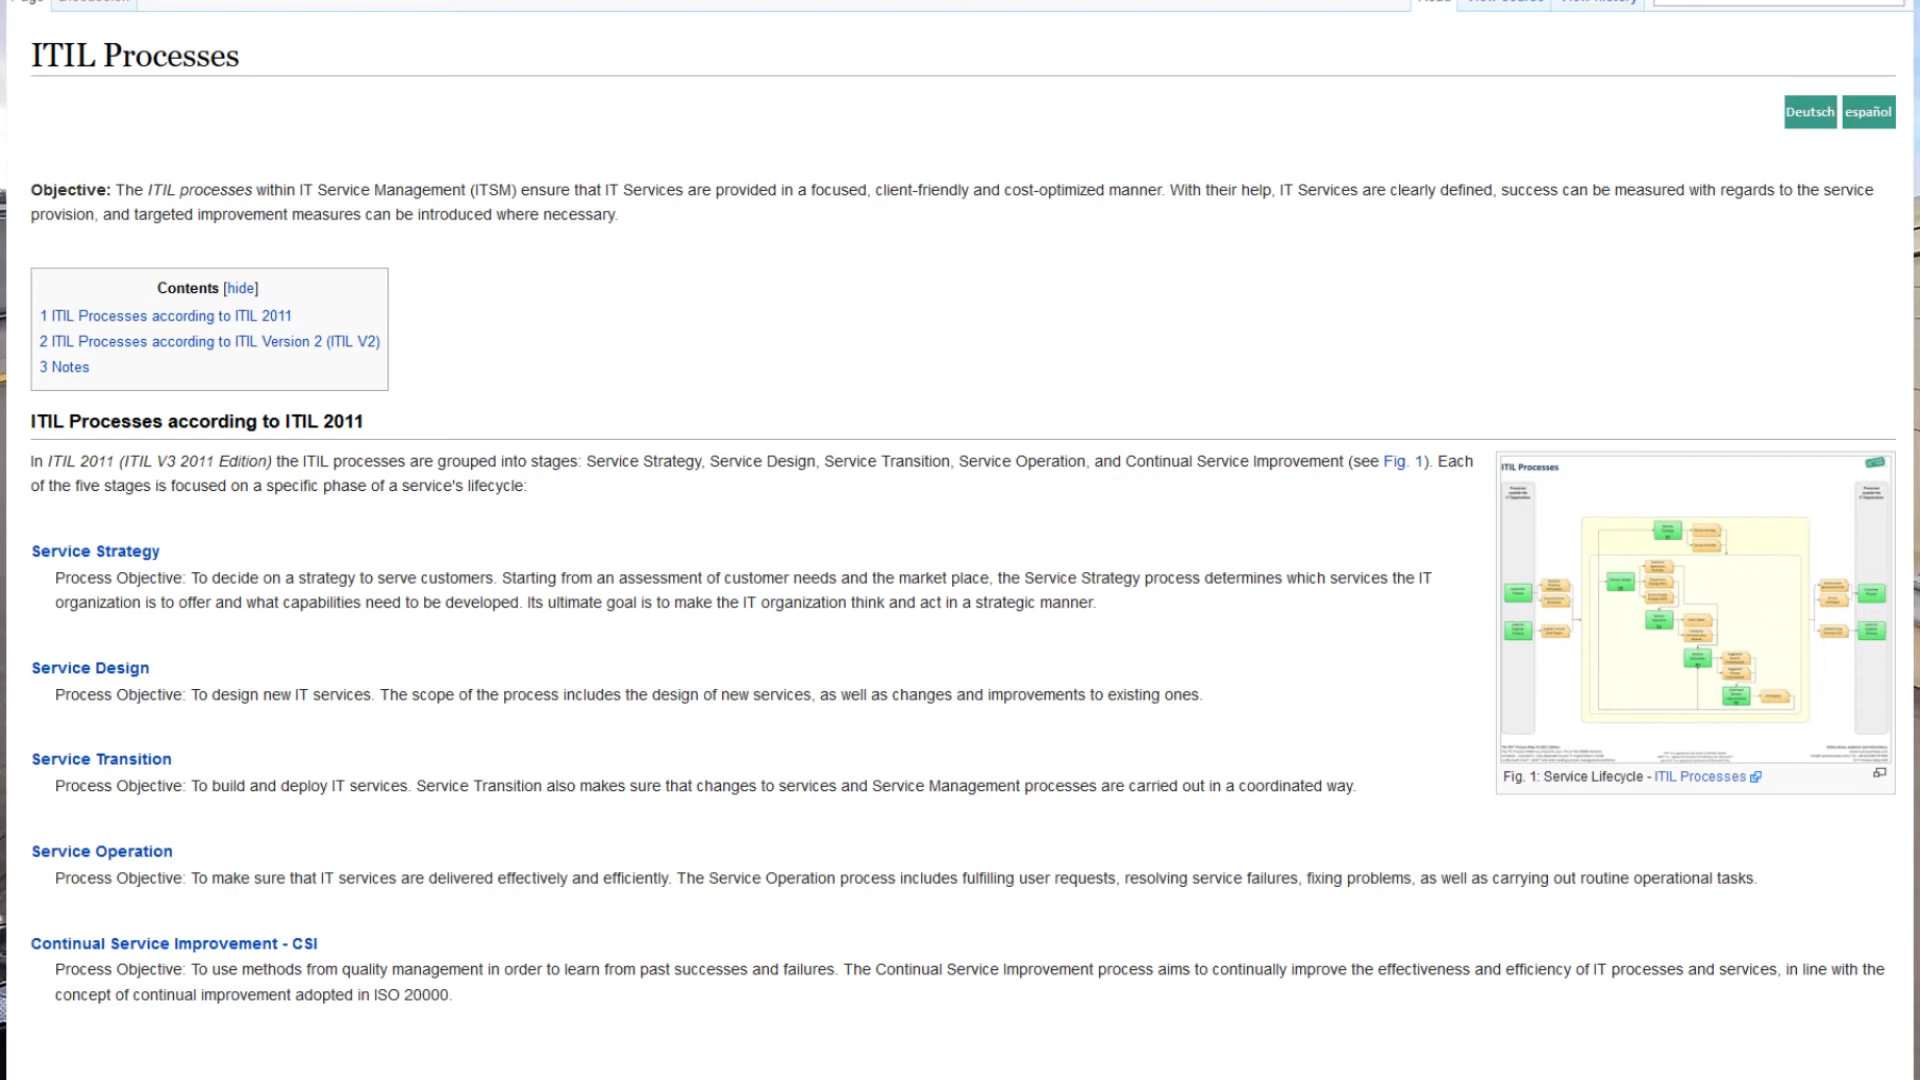 ITIL Processes
Deutsch español
Objective: The ITIL processes within IT Service Management (ITSM) ensure that IT Services are provided in a focused, client-friendly and cost-optimized manner. With their help, IT Services are clearly defined, success can be measured with regards to the service
provision, and targeted improvement measures can be introduced where necessary.
Contents [hide]
1 ITIL Processes according to ITIL 2011
2 ITIL Processes according to ITIL Version 2 (ITIL V2)
3 Notes
ITIL Processes according to ITIL 2011
In ITIL 2011 (ITIL V3 2011 Edition) the ITIL processes are grouped into stages: Service Strategy, Service Design, Service Transition, Service Operation, and Continual Service Improvement (see Fig. 1). Each
of the five stages is focused on a specific phase of a service's lifecycle:
Service Strategy
Process Objective: To decide on a strategy to serve customers. Starting from an assessment of customer needs and the market place, the Service Strategy process determines which services the IT
organization is to offer and what capabilities need to be developed. Its ultimate goal is to make the IT organization think and act in a strategic manner.
Service Design
Process Objective: To design new IT services. The scope of the process includes the design of new services, as well as changes and improvements to existing ones.
Service Transition
Process Objective: To build and deploy IT services. Service Transition also makes sure that changes to services and Service Management processes are carried out in a coordinated way.
Service Operation
Process Objective: To make sure that IT services are delivered effectively and efficiently. The Service Operation process includes fulfilling user requests, resolving service failures, fixing problems, as well as carrying out routine operational tasks.
Continual Service Improvement - CSI
Process Objective: To use methods from quality management in order to learn from past successes and failures. The Continual Service Improvement process aims to continually improve the effectiveness and efficiency of IT processes and services, in line with the
concept of continual improvement adopted in ISO 20000.
ITIL Processes
Fig. 1: Service Lifecycle - ITIL Processes